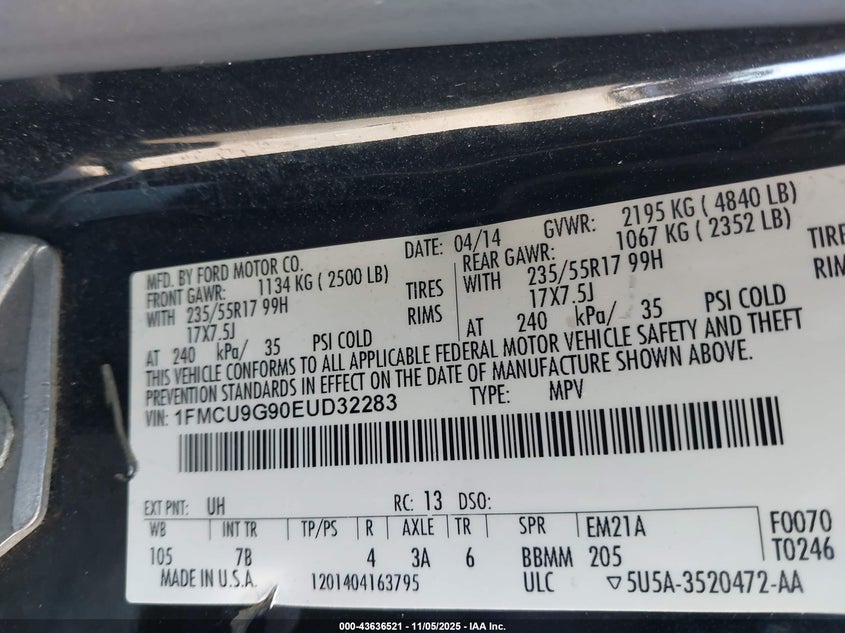 MFD. BY FORD MOTOR CO. DATE: 04/14 GVWR: 2195 KG ( 4840 LB)
FRONT GAWR: 1134 KG ( 2500 LB) REAR GAWR: 1067 KG ( 2352 LB)
WITH 235/55R17 99H TIRES WITH 235/55R17 99H TIRE
17X7.5J RIMS 17X7.5J RIMS
AT 240 kPa/ 35 PSI COLD AT 240 kPa/ 35 PSI COLD
THIS VEHICLE CONFORMS TO ALL APPLICABLE FEDERAL MOTOR VEHICLE SAFETY AND THEFT
PREVENTION STANDARDS IN EFFECT ON THE DATE OF MANUFACTURE SHOWN ABOVE.
VIN: 1FMCU9G90EUD32283 TYPE: MPV
EXT PNT: UH RC: 13 DSO:
WB INT TR TP/PS R AXLE TR SPR EM21A F0070
105 7B 4 3A 6 BBMM 205 T0246
MADE IN U.S.A. 1201404163795 ULC ▽5U5A-3520472-AA
000-43636521 - 11/05/2025 - IAA Inc.